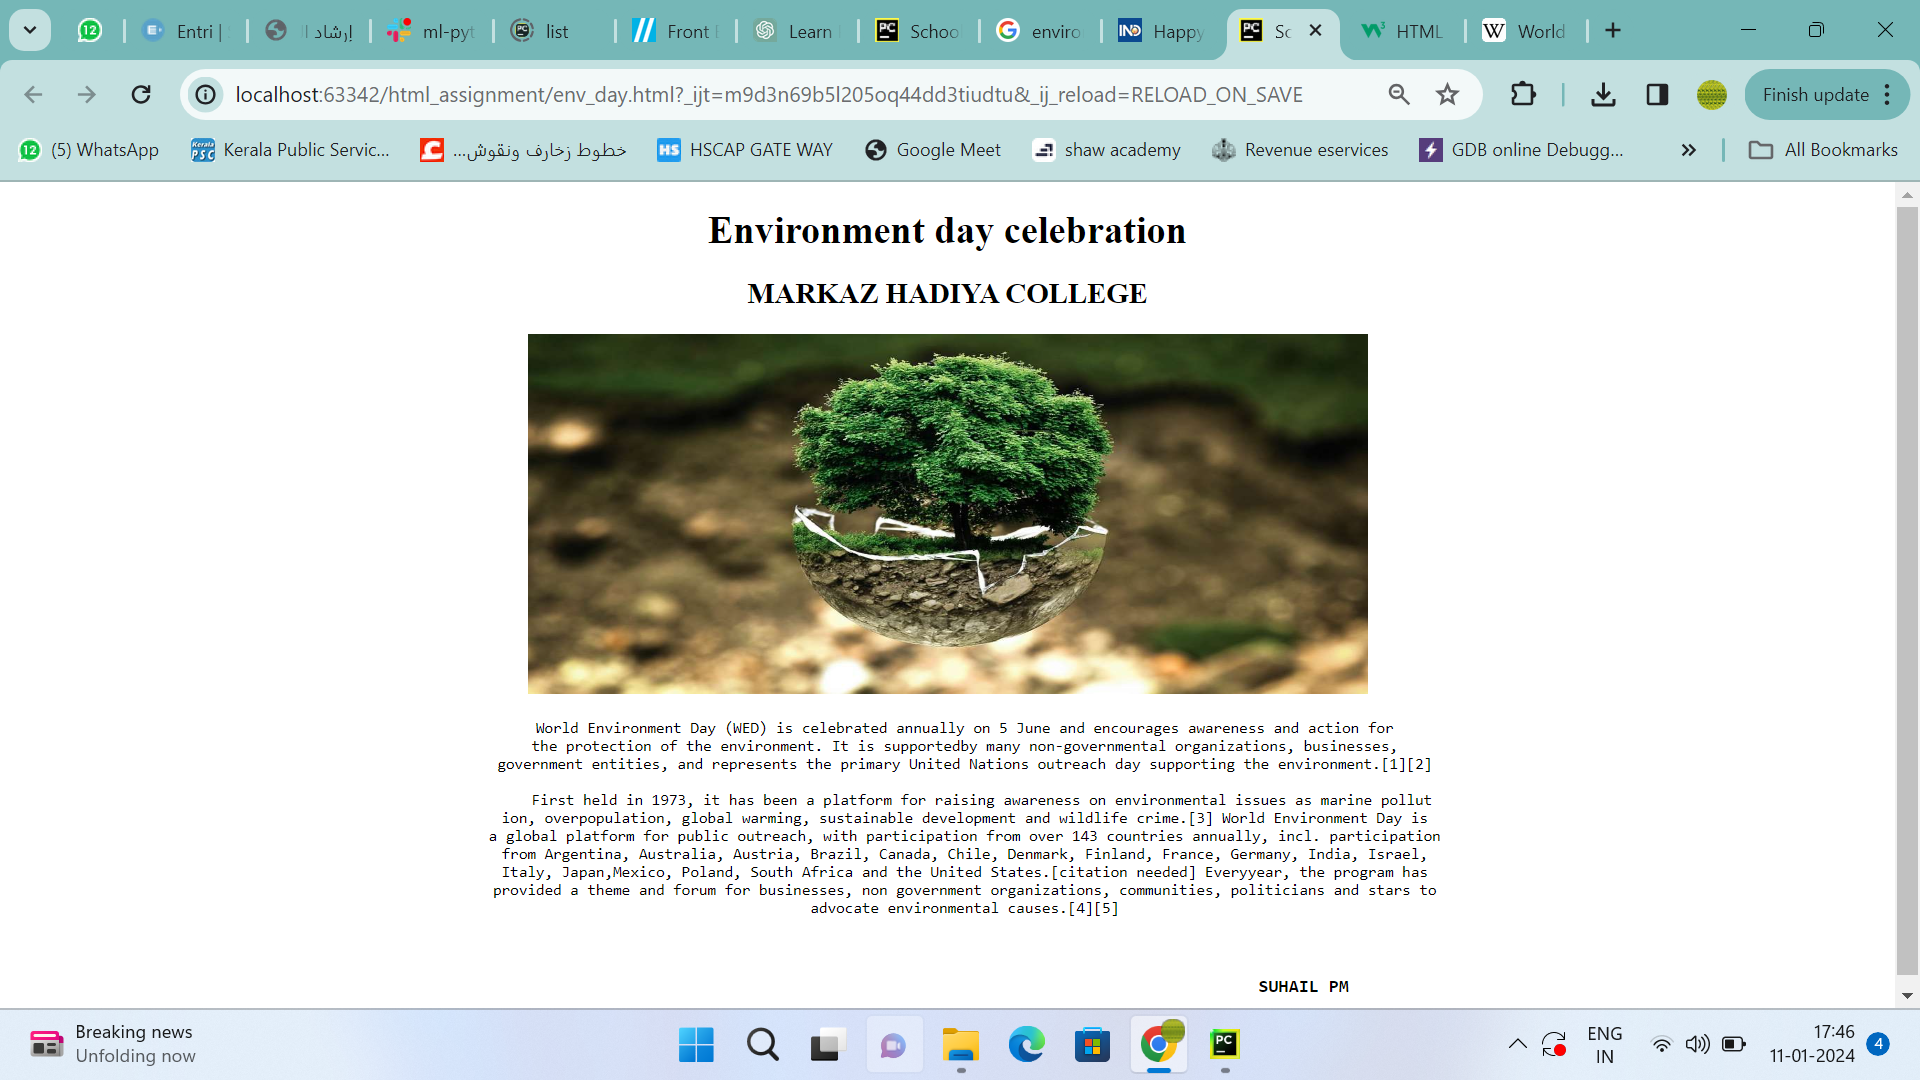 12
Entri |
إرشاد ا
ml-pyt
list
Front
Learn
Schoo
enviro
Happy
Sc
HTML
World
localhost:63342/html_assignment/env_day.html?_ijt=m9d3n69b5l205oq44dd3tiudtu&_ij_reload=RELOAD_ON_SAVE
Finish update
(5) WhatsApp
Kerala Public Servic...
خطوط زخارف ونقوش...
HSCAP GATE WAY
Google Meet
shaw academy
Revenue eservices
GDB online Debugg...
All Bookmarks
Environment day celebration
MARKAZ HADIYA COLLEGE
World Environment Day (WED) is celebrated annually on 5 June and encourages awareness and action for
the protection of the environment. It is supportedby many non-governmental organizations, businesses,
government entities, and represents the primary United Nations outreach day supporting the environment.[1][2]
First held in 1973, it has been a platform for raising awareness on environmental issues as marine pollut
ion, overpopulation, global warming, sustainable development and wildlife crime.[3] World Environment Day is
a global platform for public outreach, with participation from over 143 countries annually, incl. participation
from Argentina, Australia, Austria, Brazil, Canada, Chile, Denmark, Finland, France, Germany, India, Israel,
Italy, Japan,Mexico, Poland, South Africa and the United States.[citation needed] Everyyear, the program has
provided a theme and forum for businesses, non government organizations, communities, politicians and stars to
advocate environmental causes.[4][5]
SUHAIL PM
Breaking news
Unfolding now
ENG
IN
17:46
11-01-2024
4